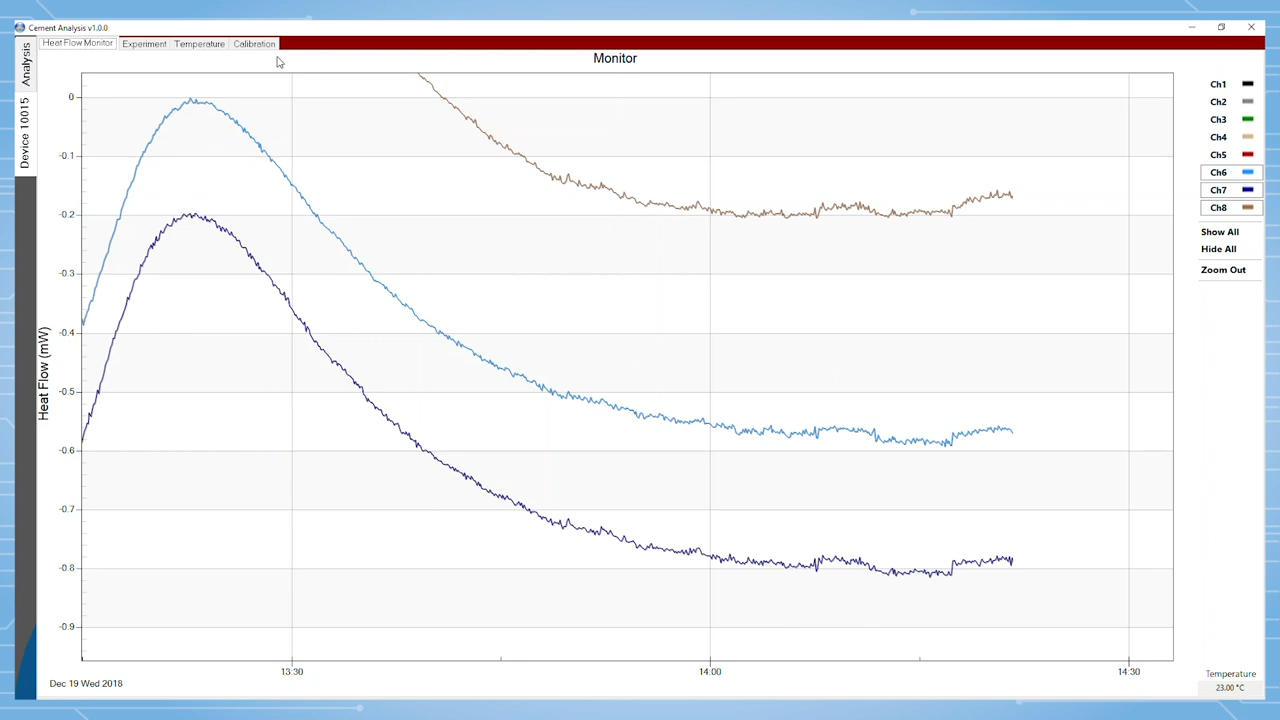 Cement Analysis v1.0.0
Heat Flow Monitor Experiment Temperature Calibration
Analysis
Device 10015
Monitor
Heat Flow (mW)
0
-0.1
-0.2
-0.3
-0.4
-0.5
-0.6
-0.7
-0.8
-0.9
13:30 14:00 14:30
Dec 19 Wed 2018
Ch1
Ch2
Ch3
Ch4
Ch5
Ch6
Ch7
Ch8
Show All
Hide All
Zoom Out
Temperature
23.00 °C